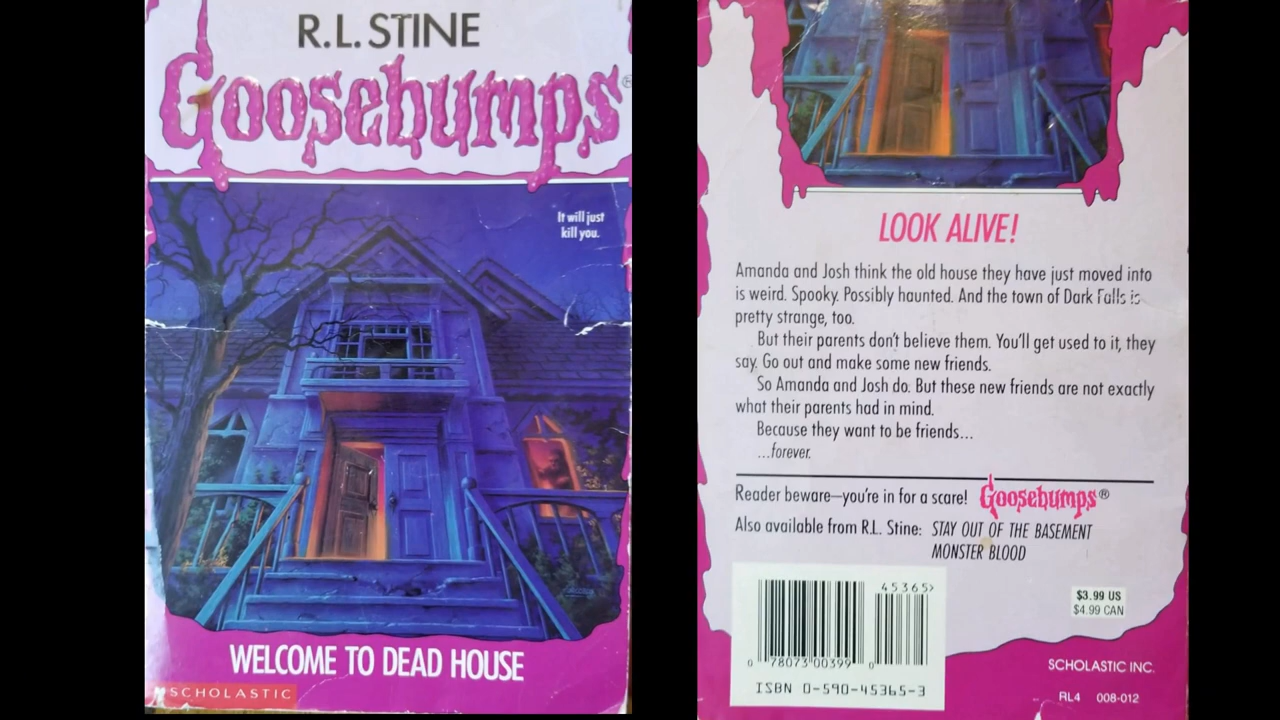 R.L. STINE
Goosebumps®
It will just
kill you.
WELCOME TO DEAD HOUSE
SCHOLASTIC
LOOK ALIVE!
Amanda and Josh think the old house they have just moved into
is weird. Spooky. Possibly haunted. And the town of Dark Falls is
pretty strange, too.
But their parents don't believe them. You'll get used to it, they
say. Go out and make some new friends.
So Amanda and Josh do. But these new friends are not exactly
what their parents had in mind.
Because they want to be friends...
...forever.
Reader beware—you're in for a scare! Goosebumps®
Also available from R.L. Stine: STAY OUT OF THE BASEMENT
MONSTER BLOOD
45365>
0 78073 00399 0
ISBN 0-590-45365-3
$3.99 US
$4.99 CAN
SCHOLASTIC INC.
RL4 008-012